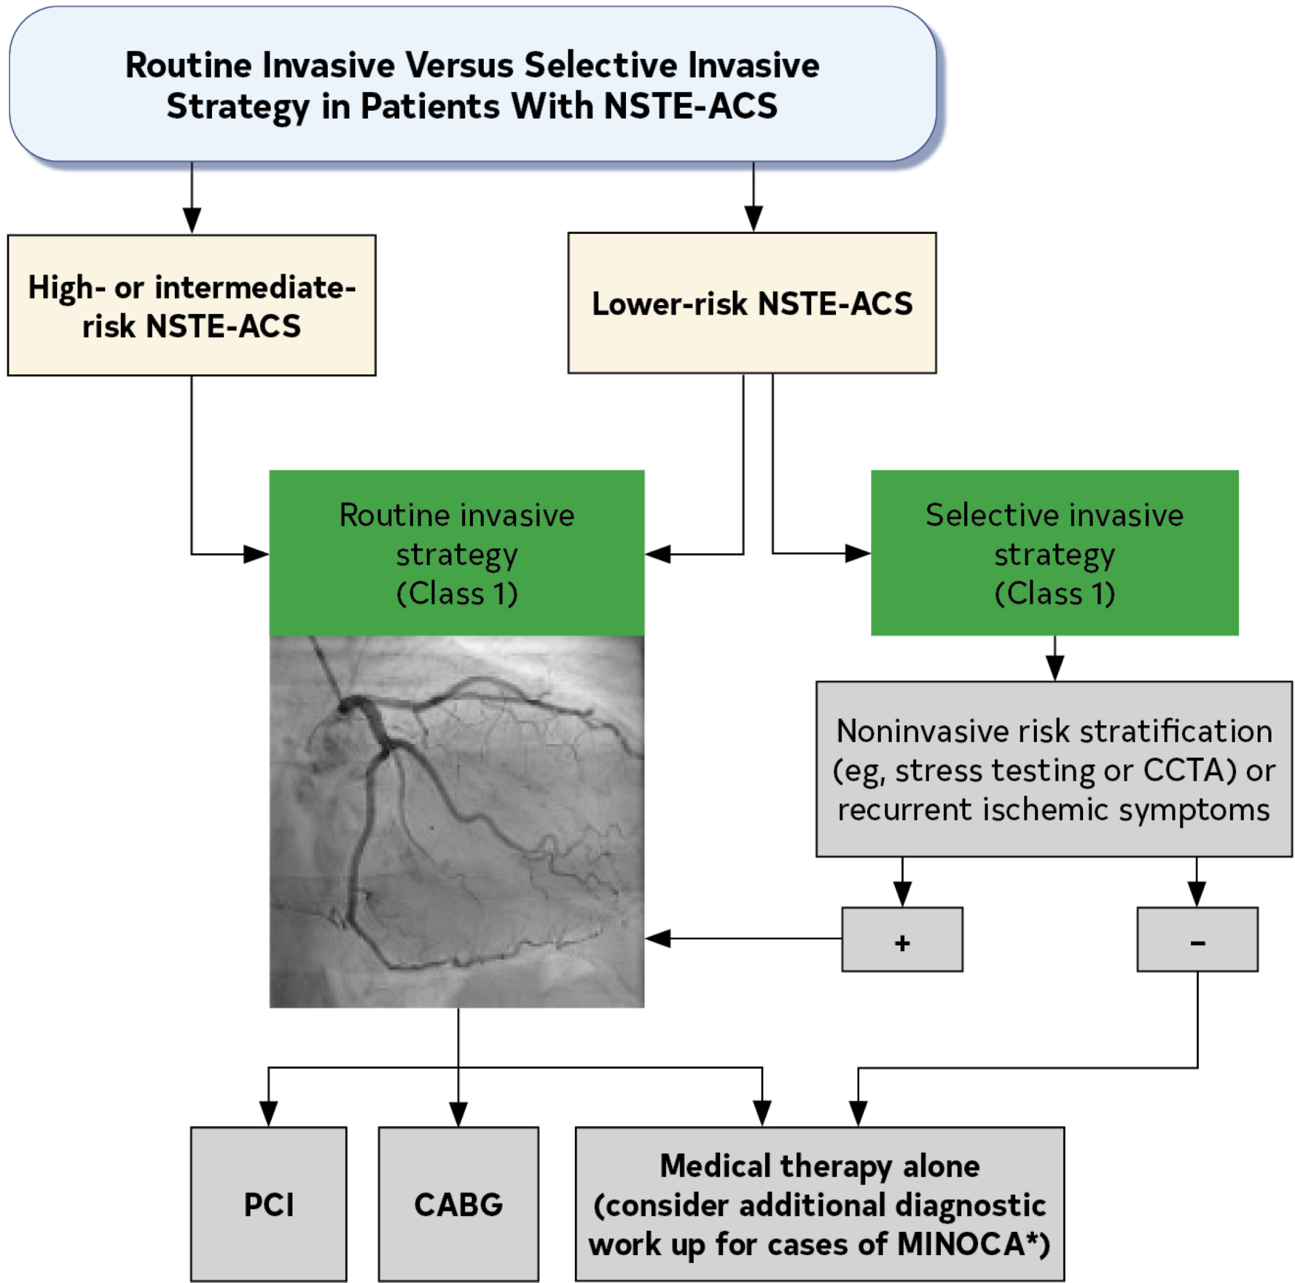 Routine Invasive Versus Selective Invasive
Strategy in Patients With NSTE-ACS
High- or intermediate-
risk NSTE-ACS
Lower-risk NSTE-ACS
Routine invasive
strategy
(Class 1)
Selective invasive
strategy
(Class 1)
Noninvasive risk stratification
(eg, stress testing or CCTA) or
recurrent ischemic symptoms
+
–
PCI
CABG
Medical therapy alone
(consider additional diagnostic
work up for cases of MINOCA*)